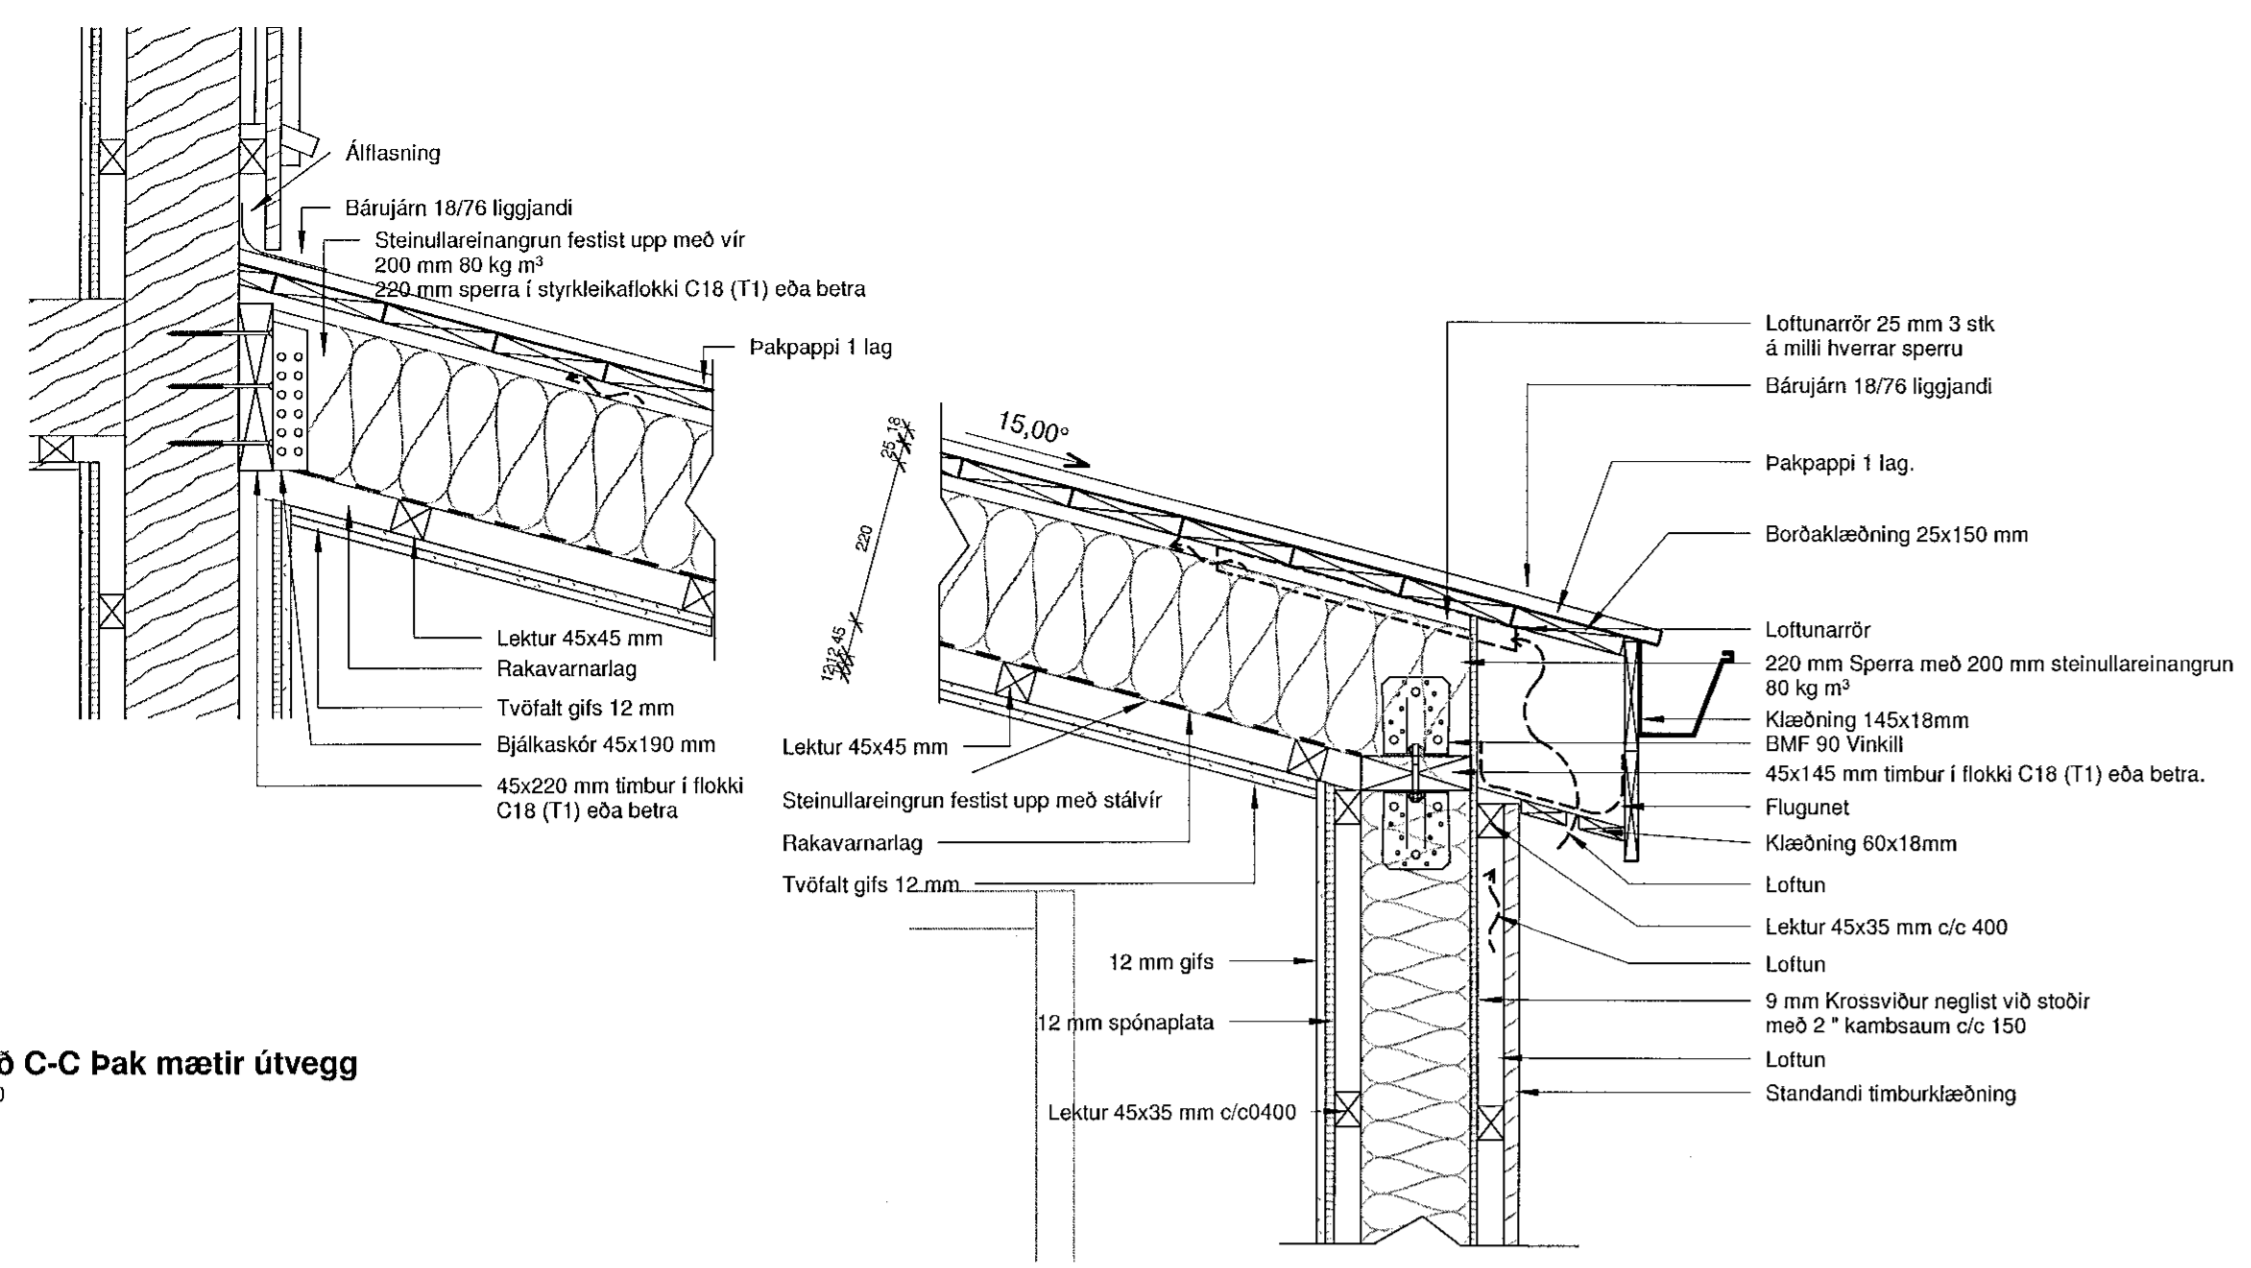 Álflasning
Bárujárn 18/76 liggjandi
Steinullareinangrun festist upp með vír
200 mm 80 kg m³
220 mm sperra í styrkleikaflokki C18 (T1) eða betra
Þakpappi 1 lag
Lektur 45x45 mm
Rakavarnarlag
Tvöfalt gifs 12 mm
Bjálkaskór 45x190 mm
45x220 mm timbur í flokki
C18 (T1) eða betra
15,00°
25 18
220
12 12 45
Loftunarrör 25 mm 3 stk
á milli hverrar sperru
Bárujárn 18/76 liggjandi
Þakpappi 1 lag.
Borðaklæðning 25x150 mm
Loftunarrör
220 mm Sperra með 200 mm steinullareinangrun
80 kg m³
Klæðning 145x18mm
BMF 90 Vinkill
45x145 mm timbur í flokki C18 (T1) eða betra.
Flugunet
Klæðning 60x18mm
Loftun
Lektur 45x35 mm c/c 400
Loftun
9 mm Krossviður neglist við stoðir
með 2 " kambsaum c/c 150
Loftun
Standandi timburklæðning
Lektur 45x45 mm
Steinullareingrun festist upp með stálvír
Rakavarnarlag
Tvöfalt gifs 12 mm
12 mm gifs
12 mm spónaplata
Lektur 45x35 mm c/c0400
ð C-C Þak mætir útvegg
0